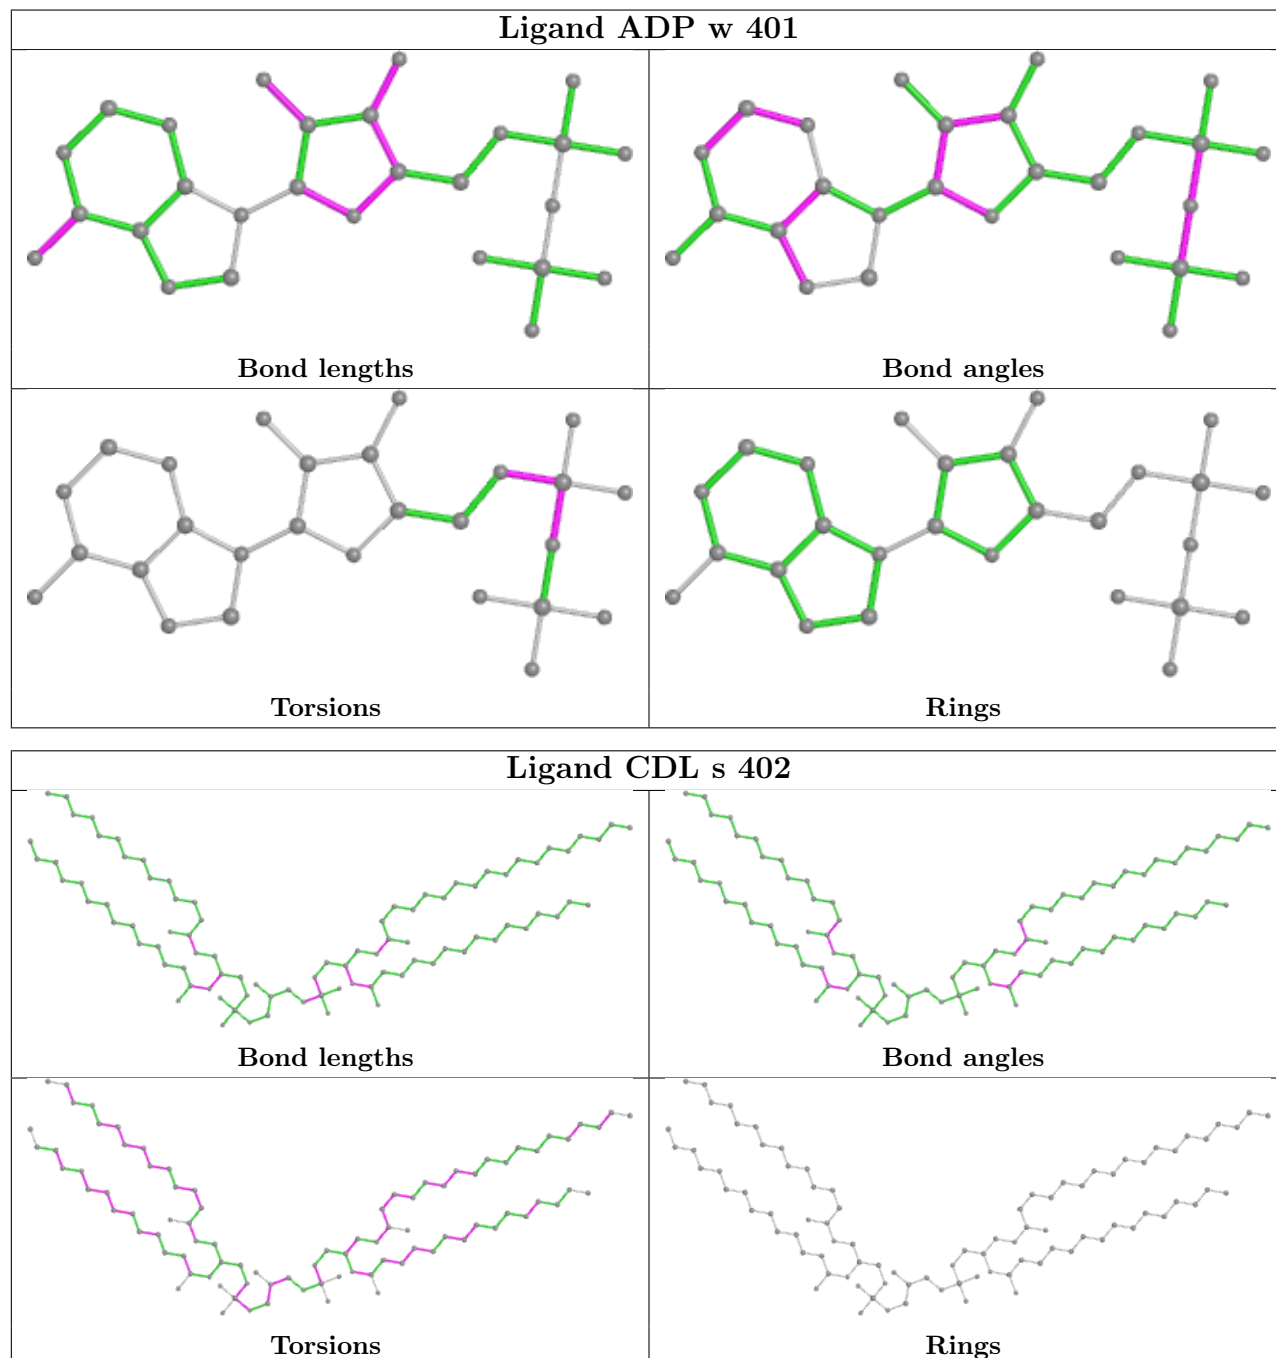 Ligand ADP w 401
Bond lengths
Bond angles
Torsions
Rings
Ligand CDL s 402
Bond lengths
Bond angles
Torsions
Rings